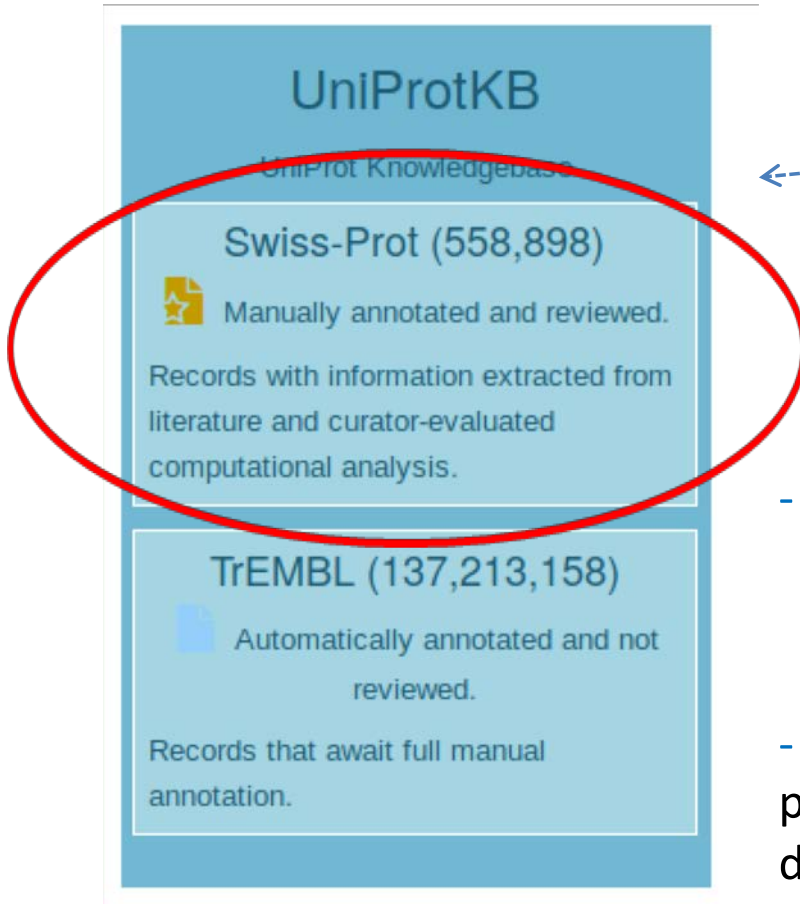 UniProtKB
UniProt Knowledgebase
Swiss-Prot (558,898)
Manually annotated and reviewed.
Records with information extracted from
literature and curator-evaluated
computational analysis.
-
TrEMBL (137,213,158)
Automatically annotated and not
reviewed.
-
Records that await full manual
annotation.
p
d